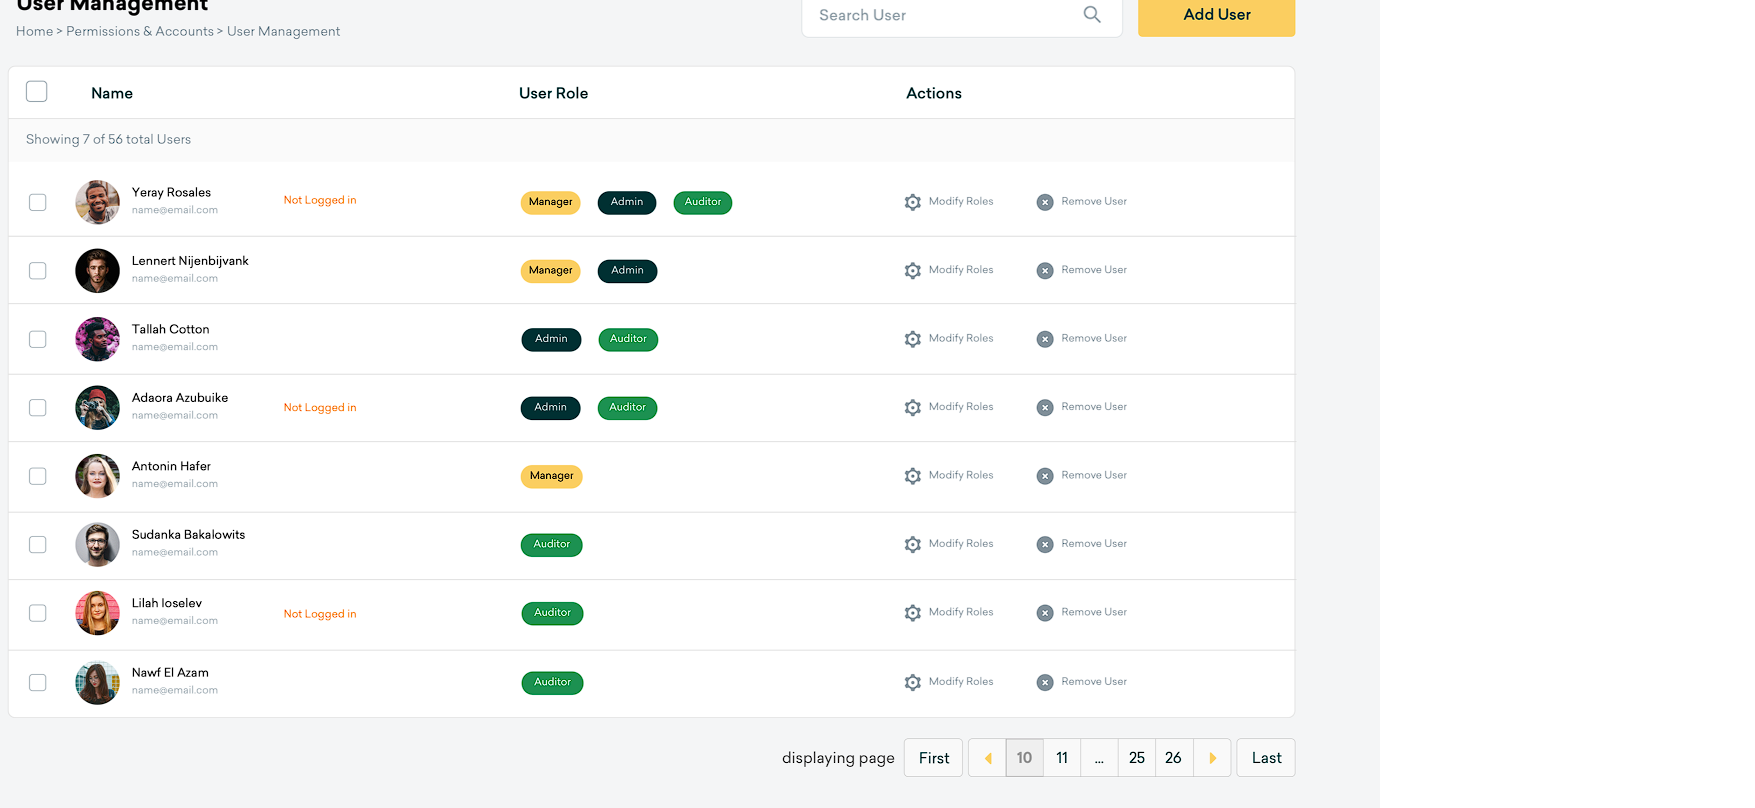 User Management
Home > Permissions & Accounts > User Management
Search User
Add User
Name User Role Actions
Showing 7 of 56 total Users
Yeray Rosales
name@email.com
Not Logged in
Manager Admin Auditor
Modify Roles Remove User
Lennert Nijenbijvank
name@email.com
Manager Admin
Modify Roles Remove User
Tallah Cotton
name@email.com
Admin Auditor
Modify Roles Remove User
Adaora Azubuike
name@email.com
Not Logged in
Admin Auditor
Modify Roles Remove User
Antonin Hafer
name@email.com
Manager
Modify Roles Remove User
Sudanka Bakalowits
name@email.com
Auditor
Modify Roles Remove User
Lilah Ioselev
name@email.com
Not Logged in
Auditor
Modify Roles Remove User
Nawf El Azam
name@email.com
Auditor
Modify Roles Remove User
displaying page First 10 11 ... 25 26 Last